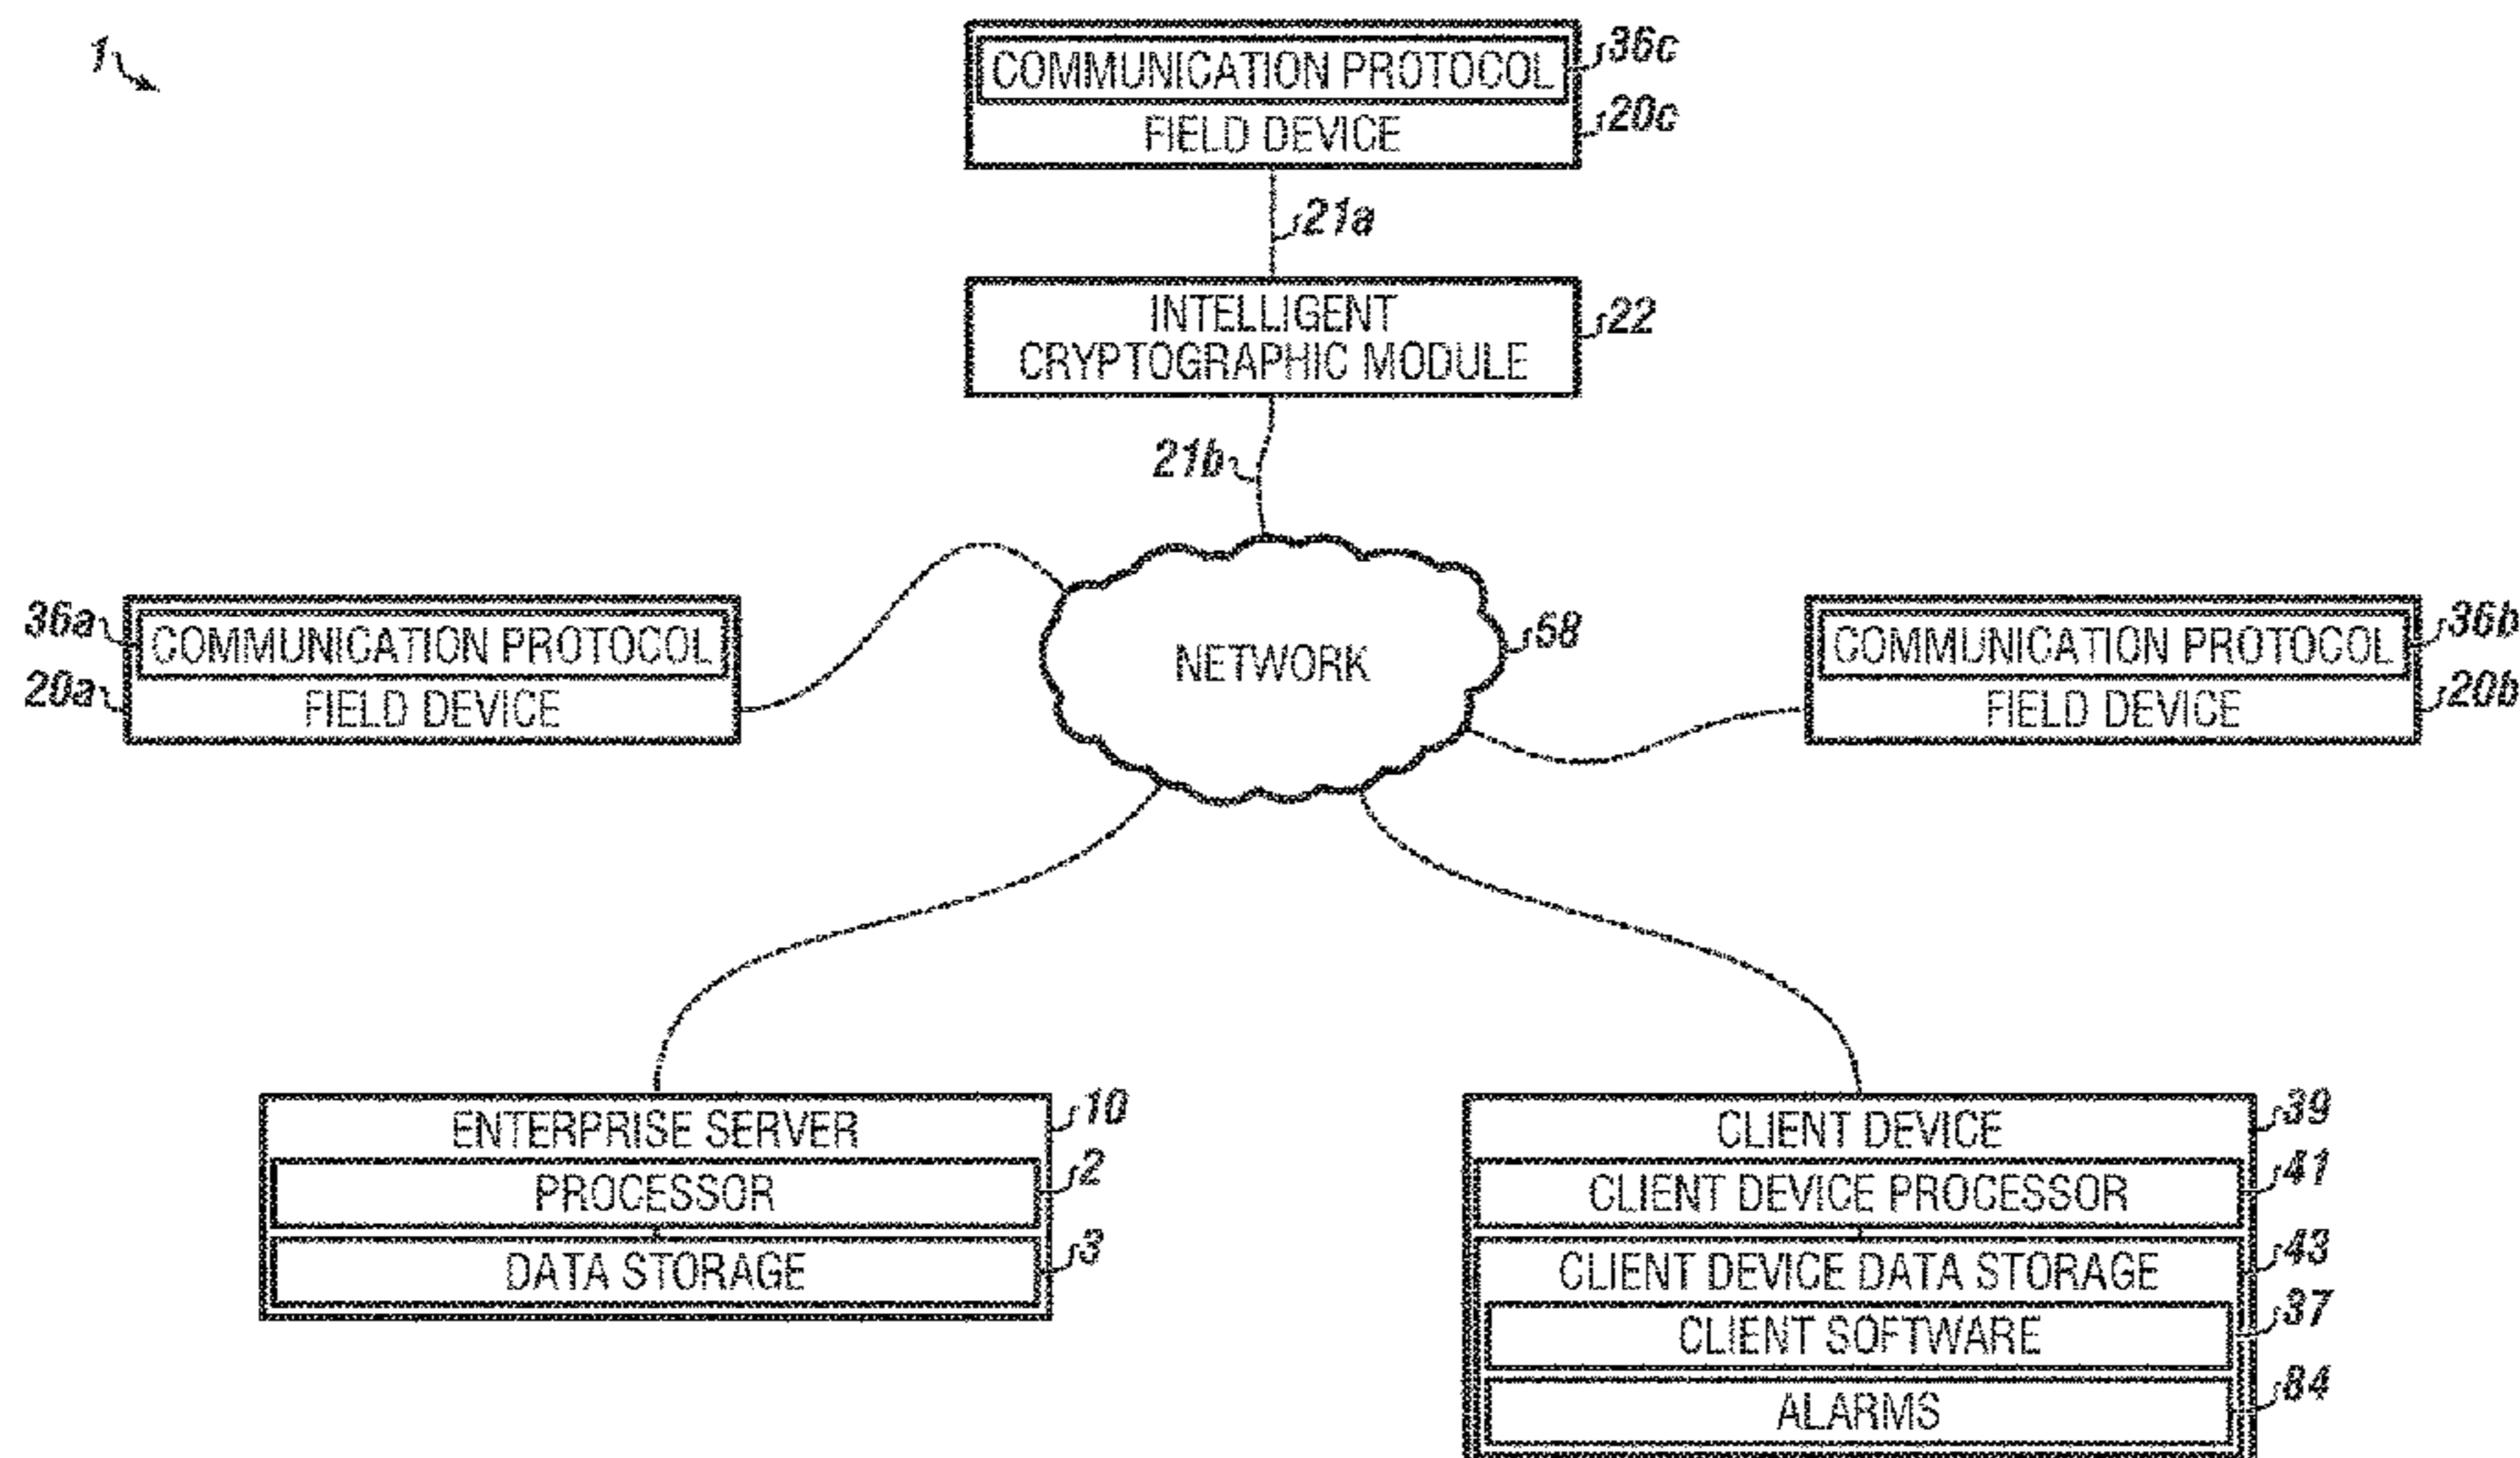 1
COMMUNICATION PROTOCOL
36c
FIELD DEVICE
20c
21a
INTELLIGENT
CRYPTOGRAPHIC MODULE
22
21b
36a
COMMUNICATION PROTOCOL
20a
FIELD DEVICE
NETWORK
68
COMMUNICATION PROTOCOL
36b
FIELD DEVICE
20b
ENTERPRISE SERVER
10
PROCESSOR
2
DATA STORAGE
3
CLIENT DEVICE
39
CLIENT DEVICE PROCESSOR
41
CLIENT DEVICE DATA STORAGE
43
CLIENT SOFTWARE
37
ALARMS
84